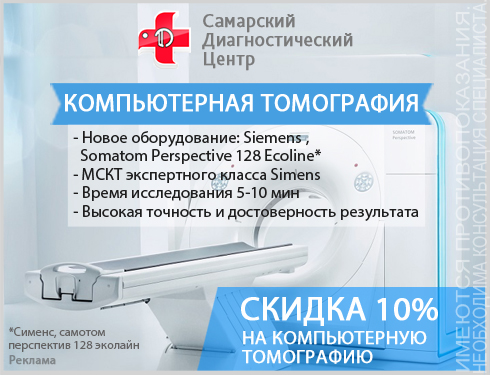 Самарский
Диагностический
Центр
КОМПЬЮТЕРНАЯ ТОМОГРАФИЯ
- Новое оборудование: Siemens ,
Somatom Perspective 128 Ecoline*
- МСКТ экспертного класса Simens
- Время исследования 5-10 мин
- Высокая точность и достоверность результата
SOMATOM
Perspective
СКИДКА 10%
НА КОМПЬЮТЕРНУЮ
ТОМОГРАФИЮ
*Сименс, самотом
перспектив 128 эколайн
Реклама
ИМЕЮТСЯ ПРОТИВОПОКАЗАНИЯ.
НЕОБХОДИМА КОНСУЛЬТАЦИЯ СПЕЦИАЛИСТА.